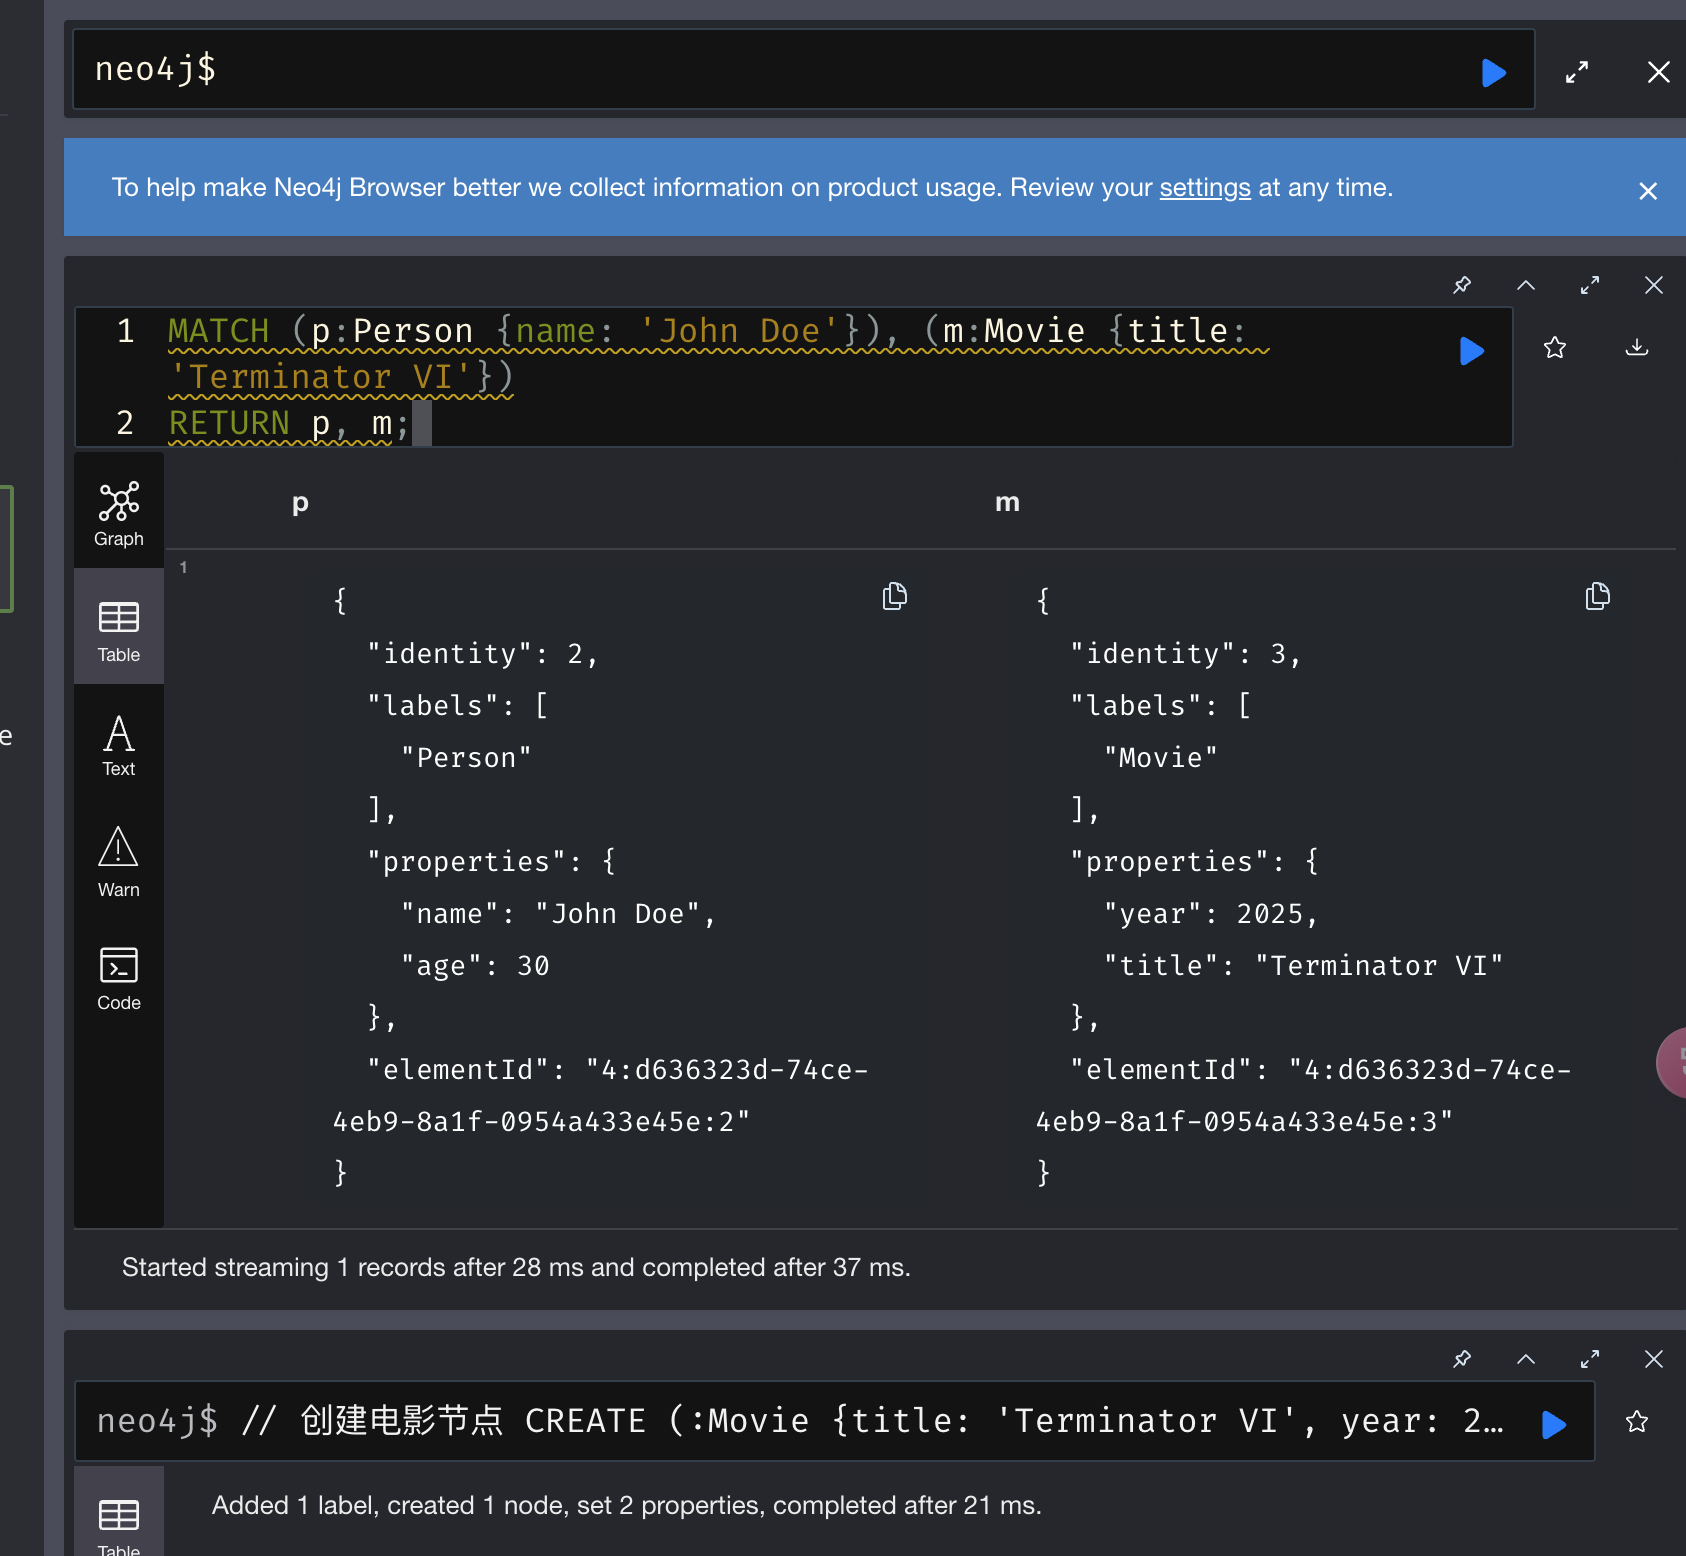 neo4j$
To help make Neo4j Browser better we collect information on product usage. Review your settings at any time.
1 MATCH (p:Person {name: 'John Doe'}), (m:Movie {title:
'Terminator VI'})
2 RETURN p, m;
Graph
Table
Text
Warn
Code
p
m
1
{
"identity": 2,
"labels": [
"Person"
],
"properties": {
"name": "John Doe",
"age": 30
},
"elementId": "4:d636323d-74ce-
4eb9-8a1f-0954a433e45e:2"
}
{
"identity": 3,
"labels": [
"Movie"
],
"properties": {
"year": 2025,
"title": "Terminator VI"
},
"elementId": "4:d636323d-74ce-
4eb9-8a1f-0954a433e45e:3"
}
Started streaming 1 records after 28 ms and completed after 37 ms.
neo4j$ // 创建电影节点 CREATE (:Movie {title: 'Terminator VI', year: 2…
Table
Added 1 label, created 1 node, set 2 properties, completed after 21 ms.